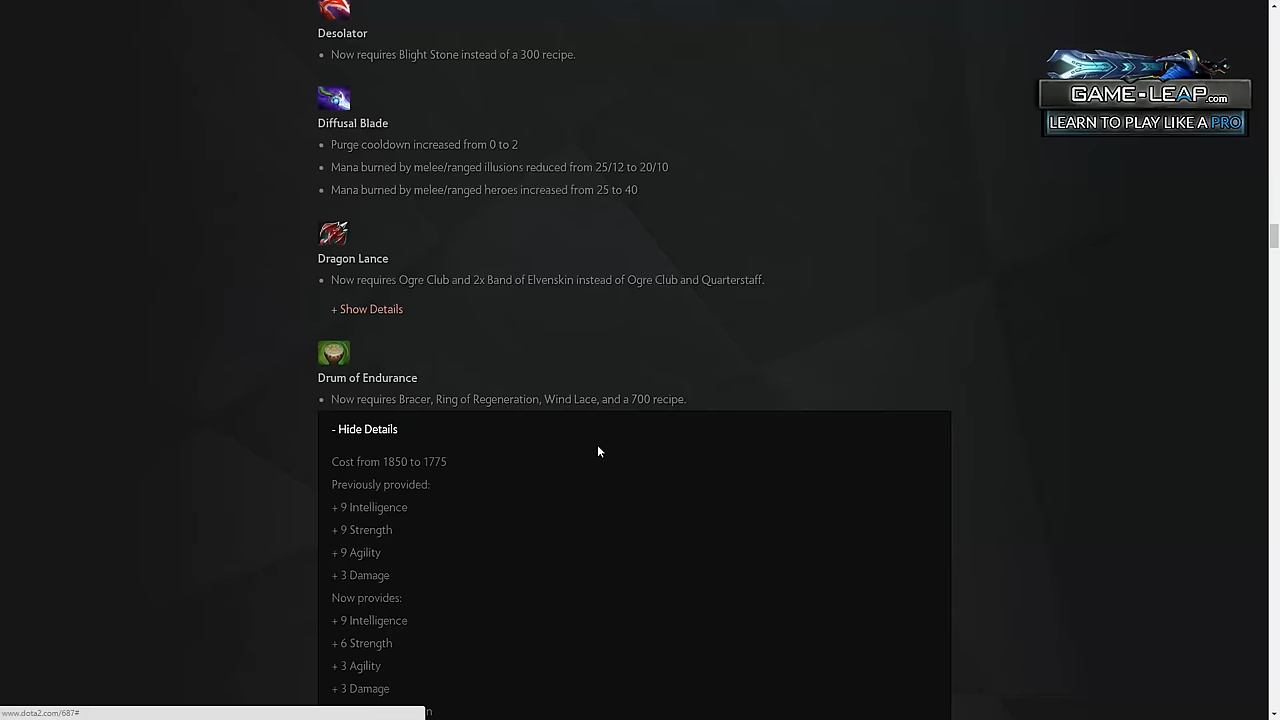 Desolator
Now requires Blight Stone instead of a 300 recipe.
GAME-LEAP.com
LEARN TO PLAY LIKE A PRO
Diffusal Blade
Purge cooldown increased from 0 to 2
Mana burned by melee/ranged illusions reduced from 25/12 to 20/10
Mana burned by melee/ranged heroes increased from 25 to 40
Dragon Lance
Now requires Ogre Club and 2x Band of Elvenskin instead of Ogre Club and Quarterstaff.
+ Show Details
Drum of Endurance
Now requires Bracer, Ring of Regeneration, Wind Lace, and a 700 recipe.
- Hide Details
Cost from 1850 to 1775
Previously provided:
+ 9 Intelligence
+ 9 Strength
+ 9 Agility
+ 3 Damage
Now provides:
+ 9 Intelligence
+ 6 Strength
+ 3 Agility
+ 3 Damage
www.dota2.com/687#